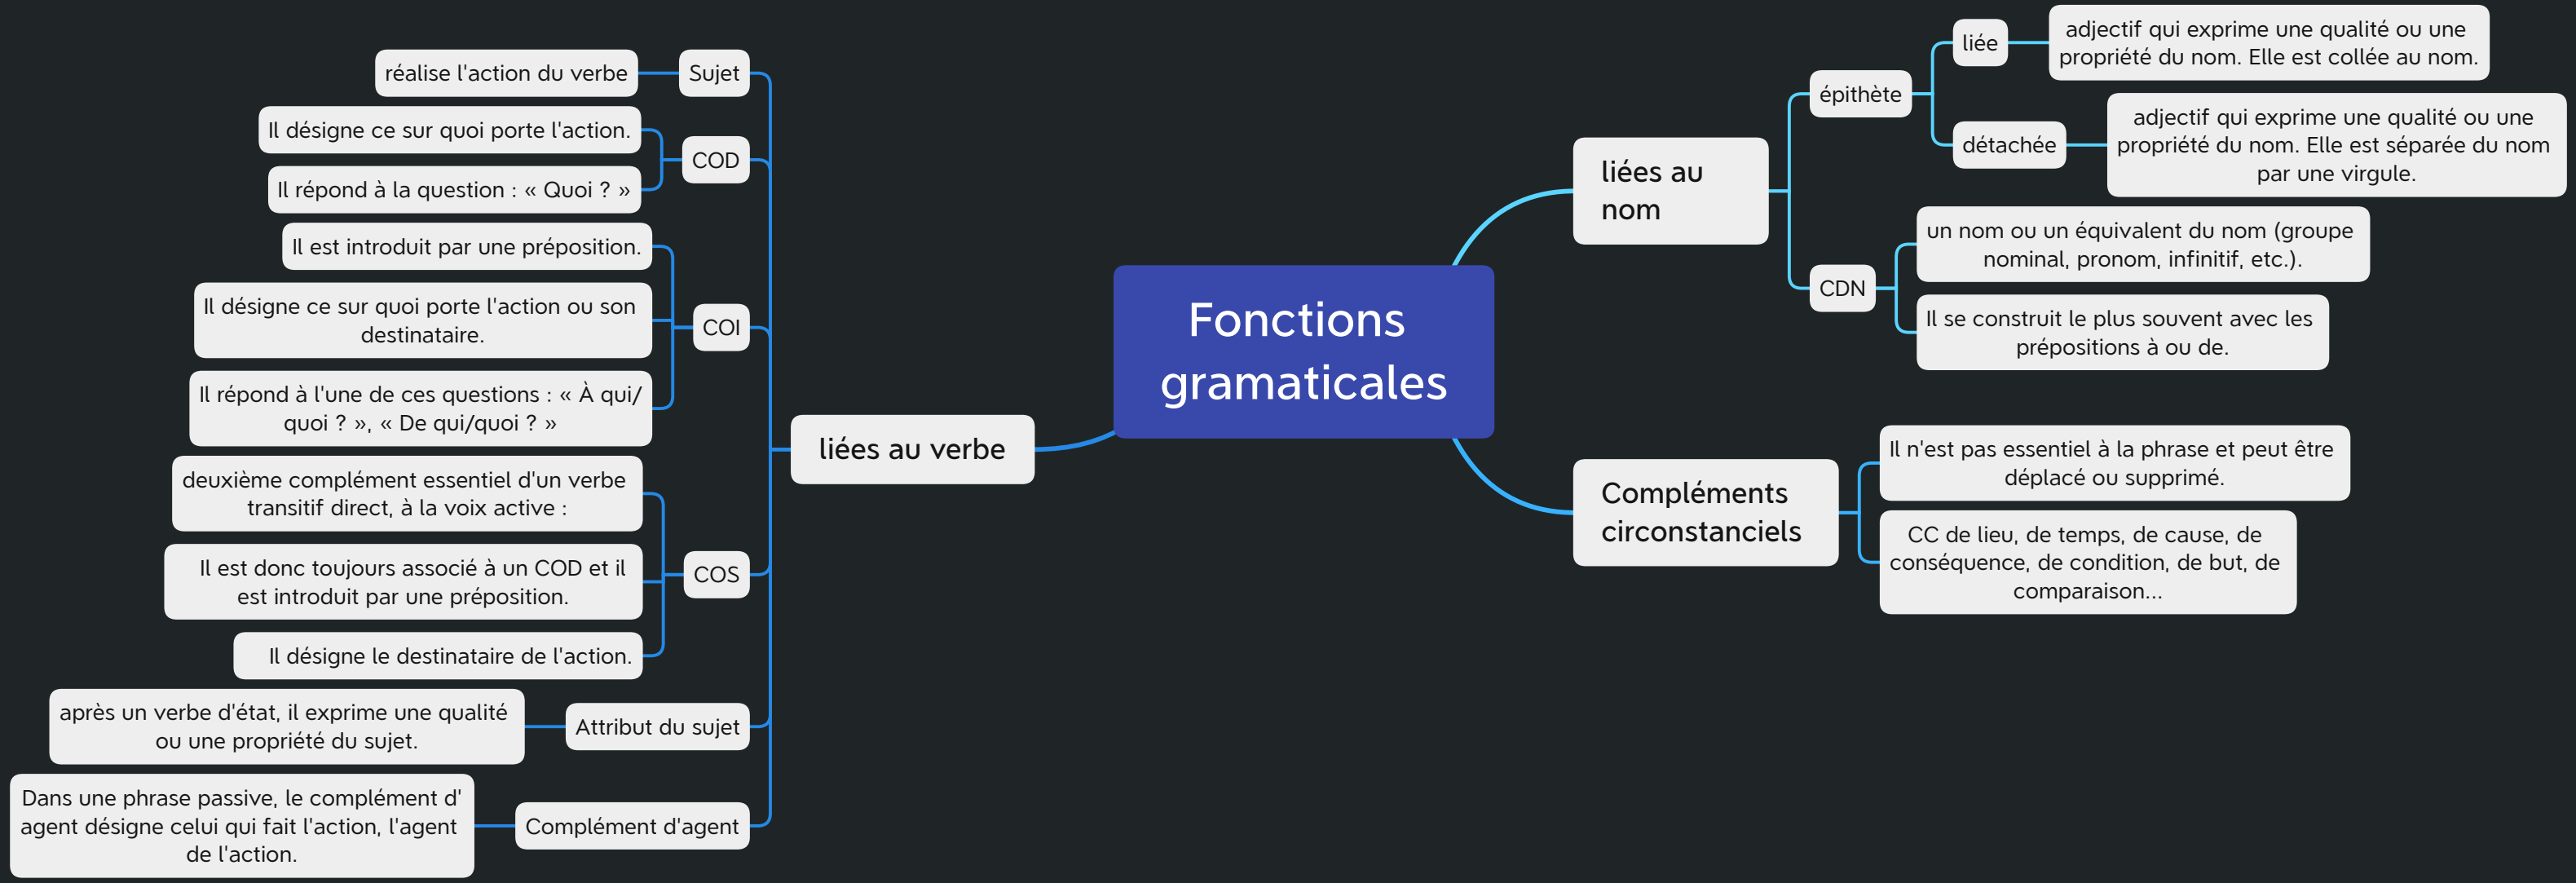 Fonctions
gramaticales
liées au verbe
Sujet
réalise l'action du verbe
COD
Il désigne ce sur quoi porte l'action.
Il répond à la question : « Quoi ? »
COI
Il est introduit par une préposition.
Il désigne ce sur quoi porte l'action ou son
destinataire.
Il répond à l'une de ces questions : « À qui/
quoi ? », « De qui/quoi ? »
COS
deuxième complément essentiel d'un verbe
transitif direct, à la voix active :
Il est donc toujours associé à un COD et il
est introduit par une préposition.
Il désigne le destinataire de l'action.
Attribut du sujet
après un verbe d'état, il exprime une qualité
ou une propriété du sujet.
Complément d'agent
Dans une phrase passive, le complément d'
agent désigne celui qui fait l'action, l'agent
de l'action.
liées au
nom
épithète
liée
adjectif qui exprime une qualité ou une
propriété du nom. Elle est collée au nom.
détachée
adjectif qui exprime une qualité ou une
propriété du nom. Elle est séparée du nom
par une virgule.
CDN
un nom ou un équivalent du nom (groupe
nominal, pronom, infinitif, etc.).
Il se construit le plus souvent avec les
prépositions à ou de.
Compléments
circonstanciels
Il n'est pas essentiel à la phrase et peut être
déplacé ou supprimé.
CC de lieu, de temps, de cause, de
conséquence, de condition, de but, de
comparaison...